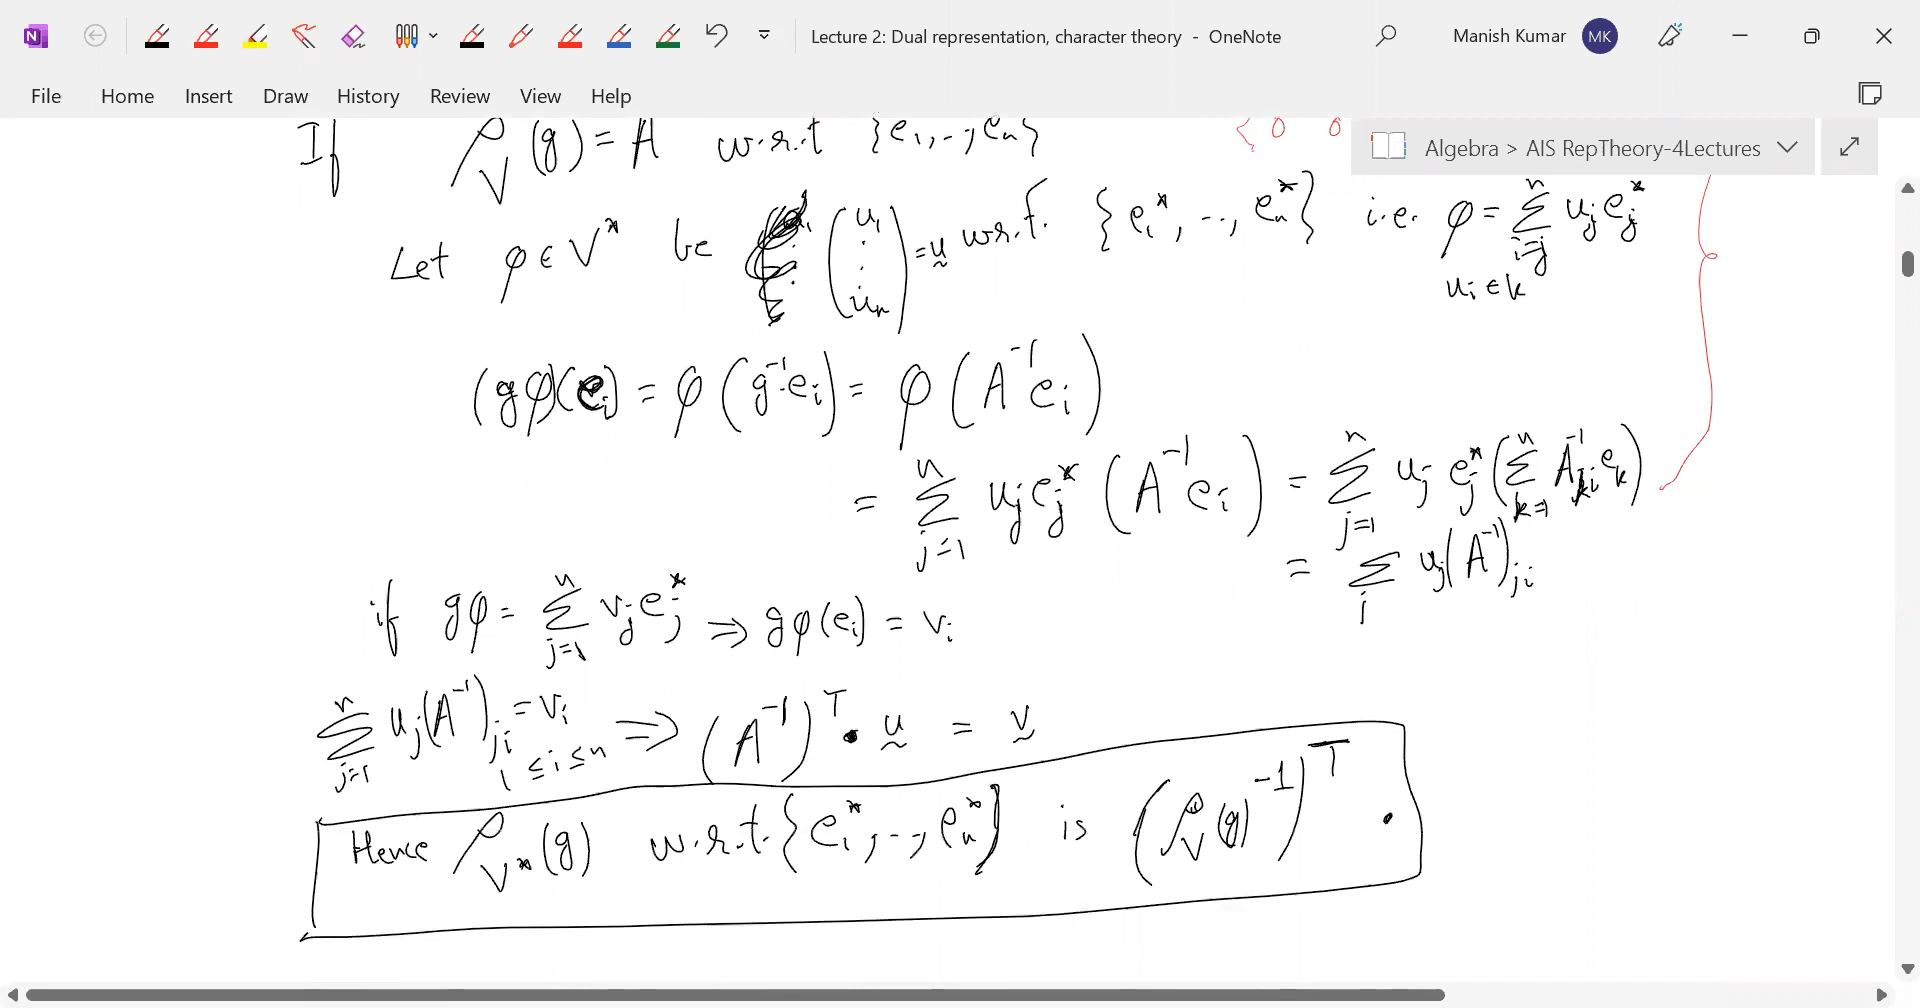 Lecture 2: Dual representation, character theory - OneNote
Manish Kumar MK
File Home Insert Draw History Review View Help
Algebra > AIS RepTheory-4Lectures
If ρ_V(g) = A w.r.t {e_1, .., e_n} { 0 0
Let φ ∈ V* be (u_1 . . u_n) = u w.r.t. {e_1*, .., e_n*} i.e. φ = Σ_{i=j}^n u_j e_j*
u_i ∈ k
(gφ)(e_i) = φ(g^{-1}e_i) = φ(A^{-1}e_i)
= Σ_{j=1}^n u_j e_j*(A^{-1}e_i) = Σ_{j=1}^n u_j e_j*(Σ_{k=1}^n A^{-1}_{ki} e_k)
= Σ_j u_j(A^{-1})_{ji}
if gφ = Σ_{j=1}^n v_j e_j* ⇒ gφ(e_i) = v_i
Σ_{j=1}^n u_j(A^{-1})_{ji} = v_i 1 ≤ i ≤ n ⇒ (A^{-1})^T · u = v
Hence ρ_{V*}(g) w.r.t. {e_1*, .., e_n*} is (ρ_V(g)^{-1})^T .